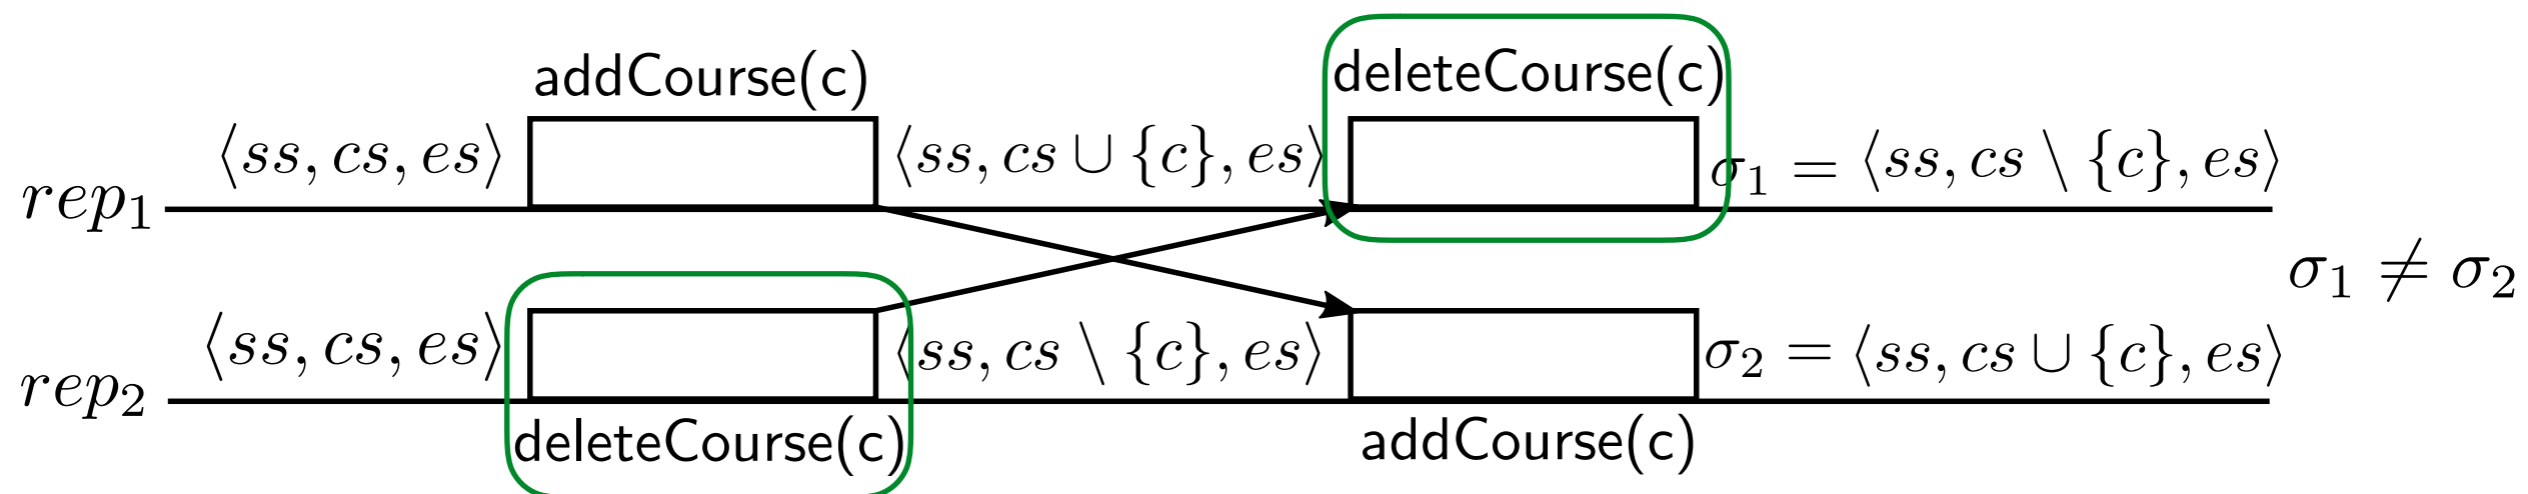 addCourse(c) deleteCourse(c)
⟨ss, cs, es⟩ ⟨ss, cs ∪ {c}, es⟩ σ₁ = ⟨ss, cs \ {c}, es⟩
rep₁
σ₁ ≠ σ₂
⟨ss, cs, es⟩ ⟨ss, cs \ {c}, es⟩ σ₂ = ⟨ss, cs ∪ {c}, es⟩
rep₂
deleteCourse(c) addCourse(c)